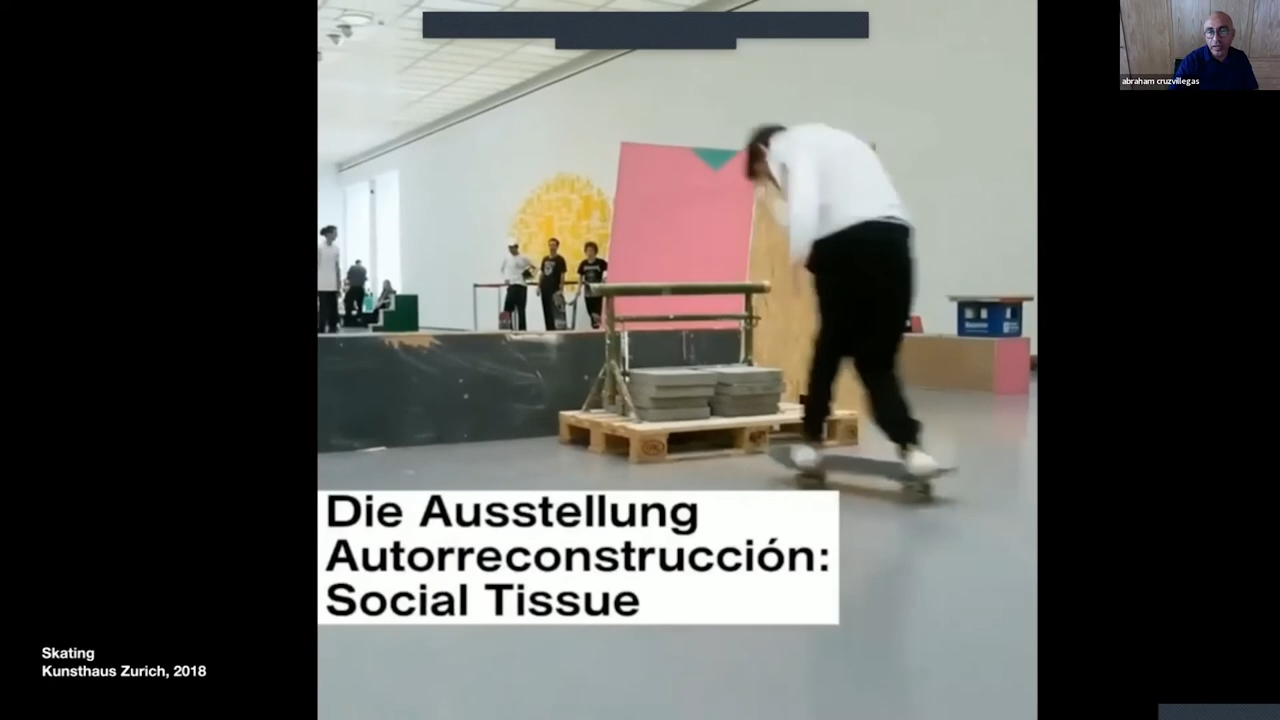 abraham cruzvillegas
Die Ausstellung
Autorreconstrucción:
Social Tissue
Skating
Kunsthaus Zurich, 2018